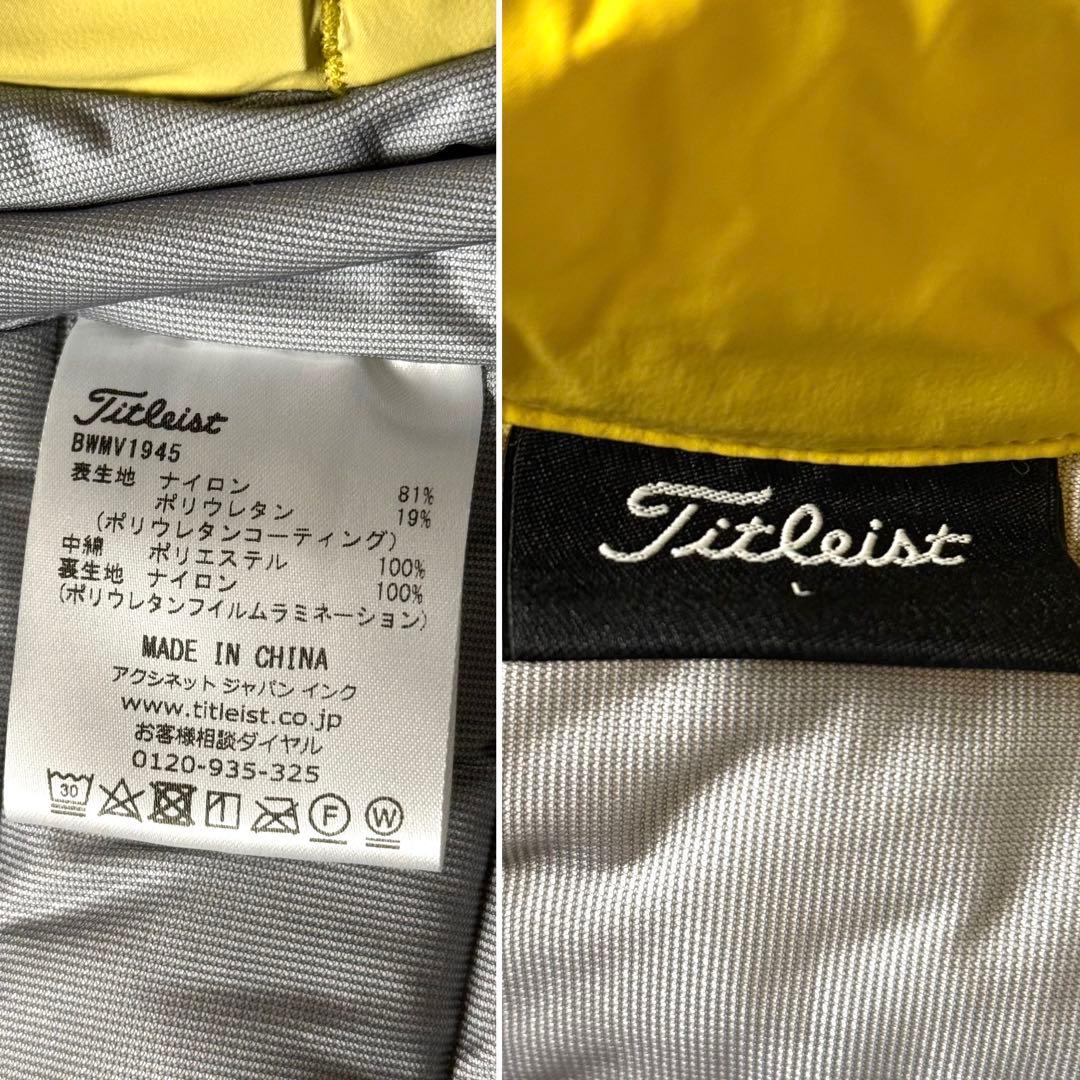 Titleist
BWMV1945
表生地 ナイロン 81%
ポリウレタン 19%
(ポリウレタンコーティング)
中綿 ポリエステル 100%
裏生地 ナイロン 100%
(ポリウレタンフイルムラミネーション)
MADE IN CHINA
アクシネット ジャパン インク
www.titleist.co.jp
お客様相談ダイヤル
0120-935-325
30 F W
Titleist